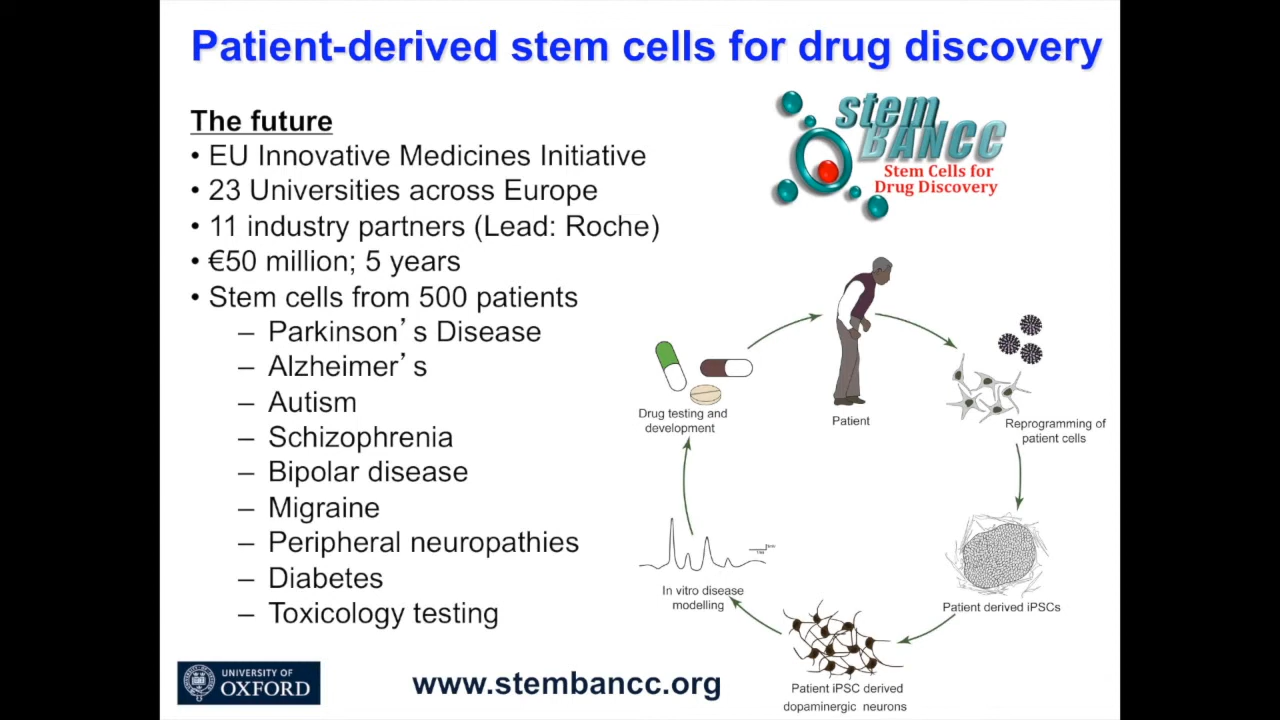 Patient-derived stem cells for drug discovery
The future
• EU Innovative Medicines Initiative
• 23 Universities across Europe
• 11 industry partners (Lead: Roche)
• €50 million; 5 years
• Stem cells from 500 patients
– Parkinson’s Disease
– Alzheimer’s
– Autism
– Schizophrenia
– Bipolar disease
– Migraine
– Peripheral neuropathies
– Diabetes
– Toxicology testing
stem
BANCC
Stem Cells for
Drug Discovery
Patient
Reprogramming of
patient cells
Patient derived iPSCs
Patient iPSC derived
dopaminergic neurons
In vitro disease
modelling
Drug testing and
development
UNIVERSITY OF
OXFORD
www.stembancc.org